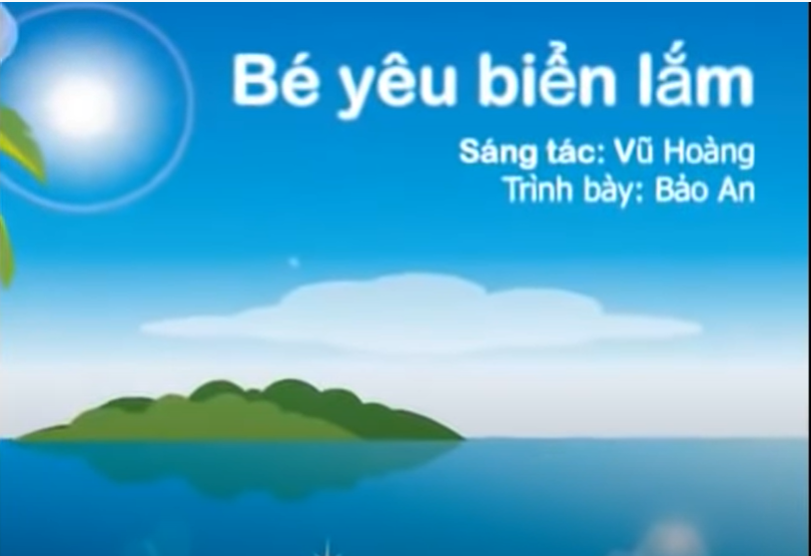 Bé yêu biển lắm
Sáng tác: Vũ Hoàng
Trình bày: Bảo An